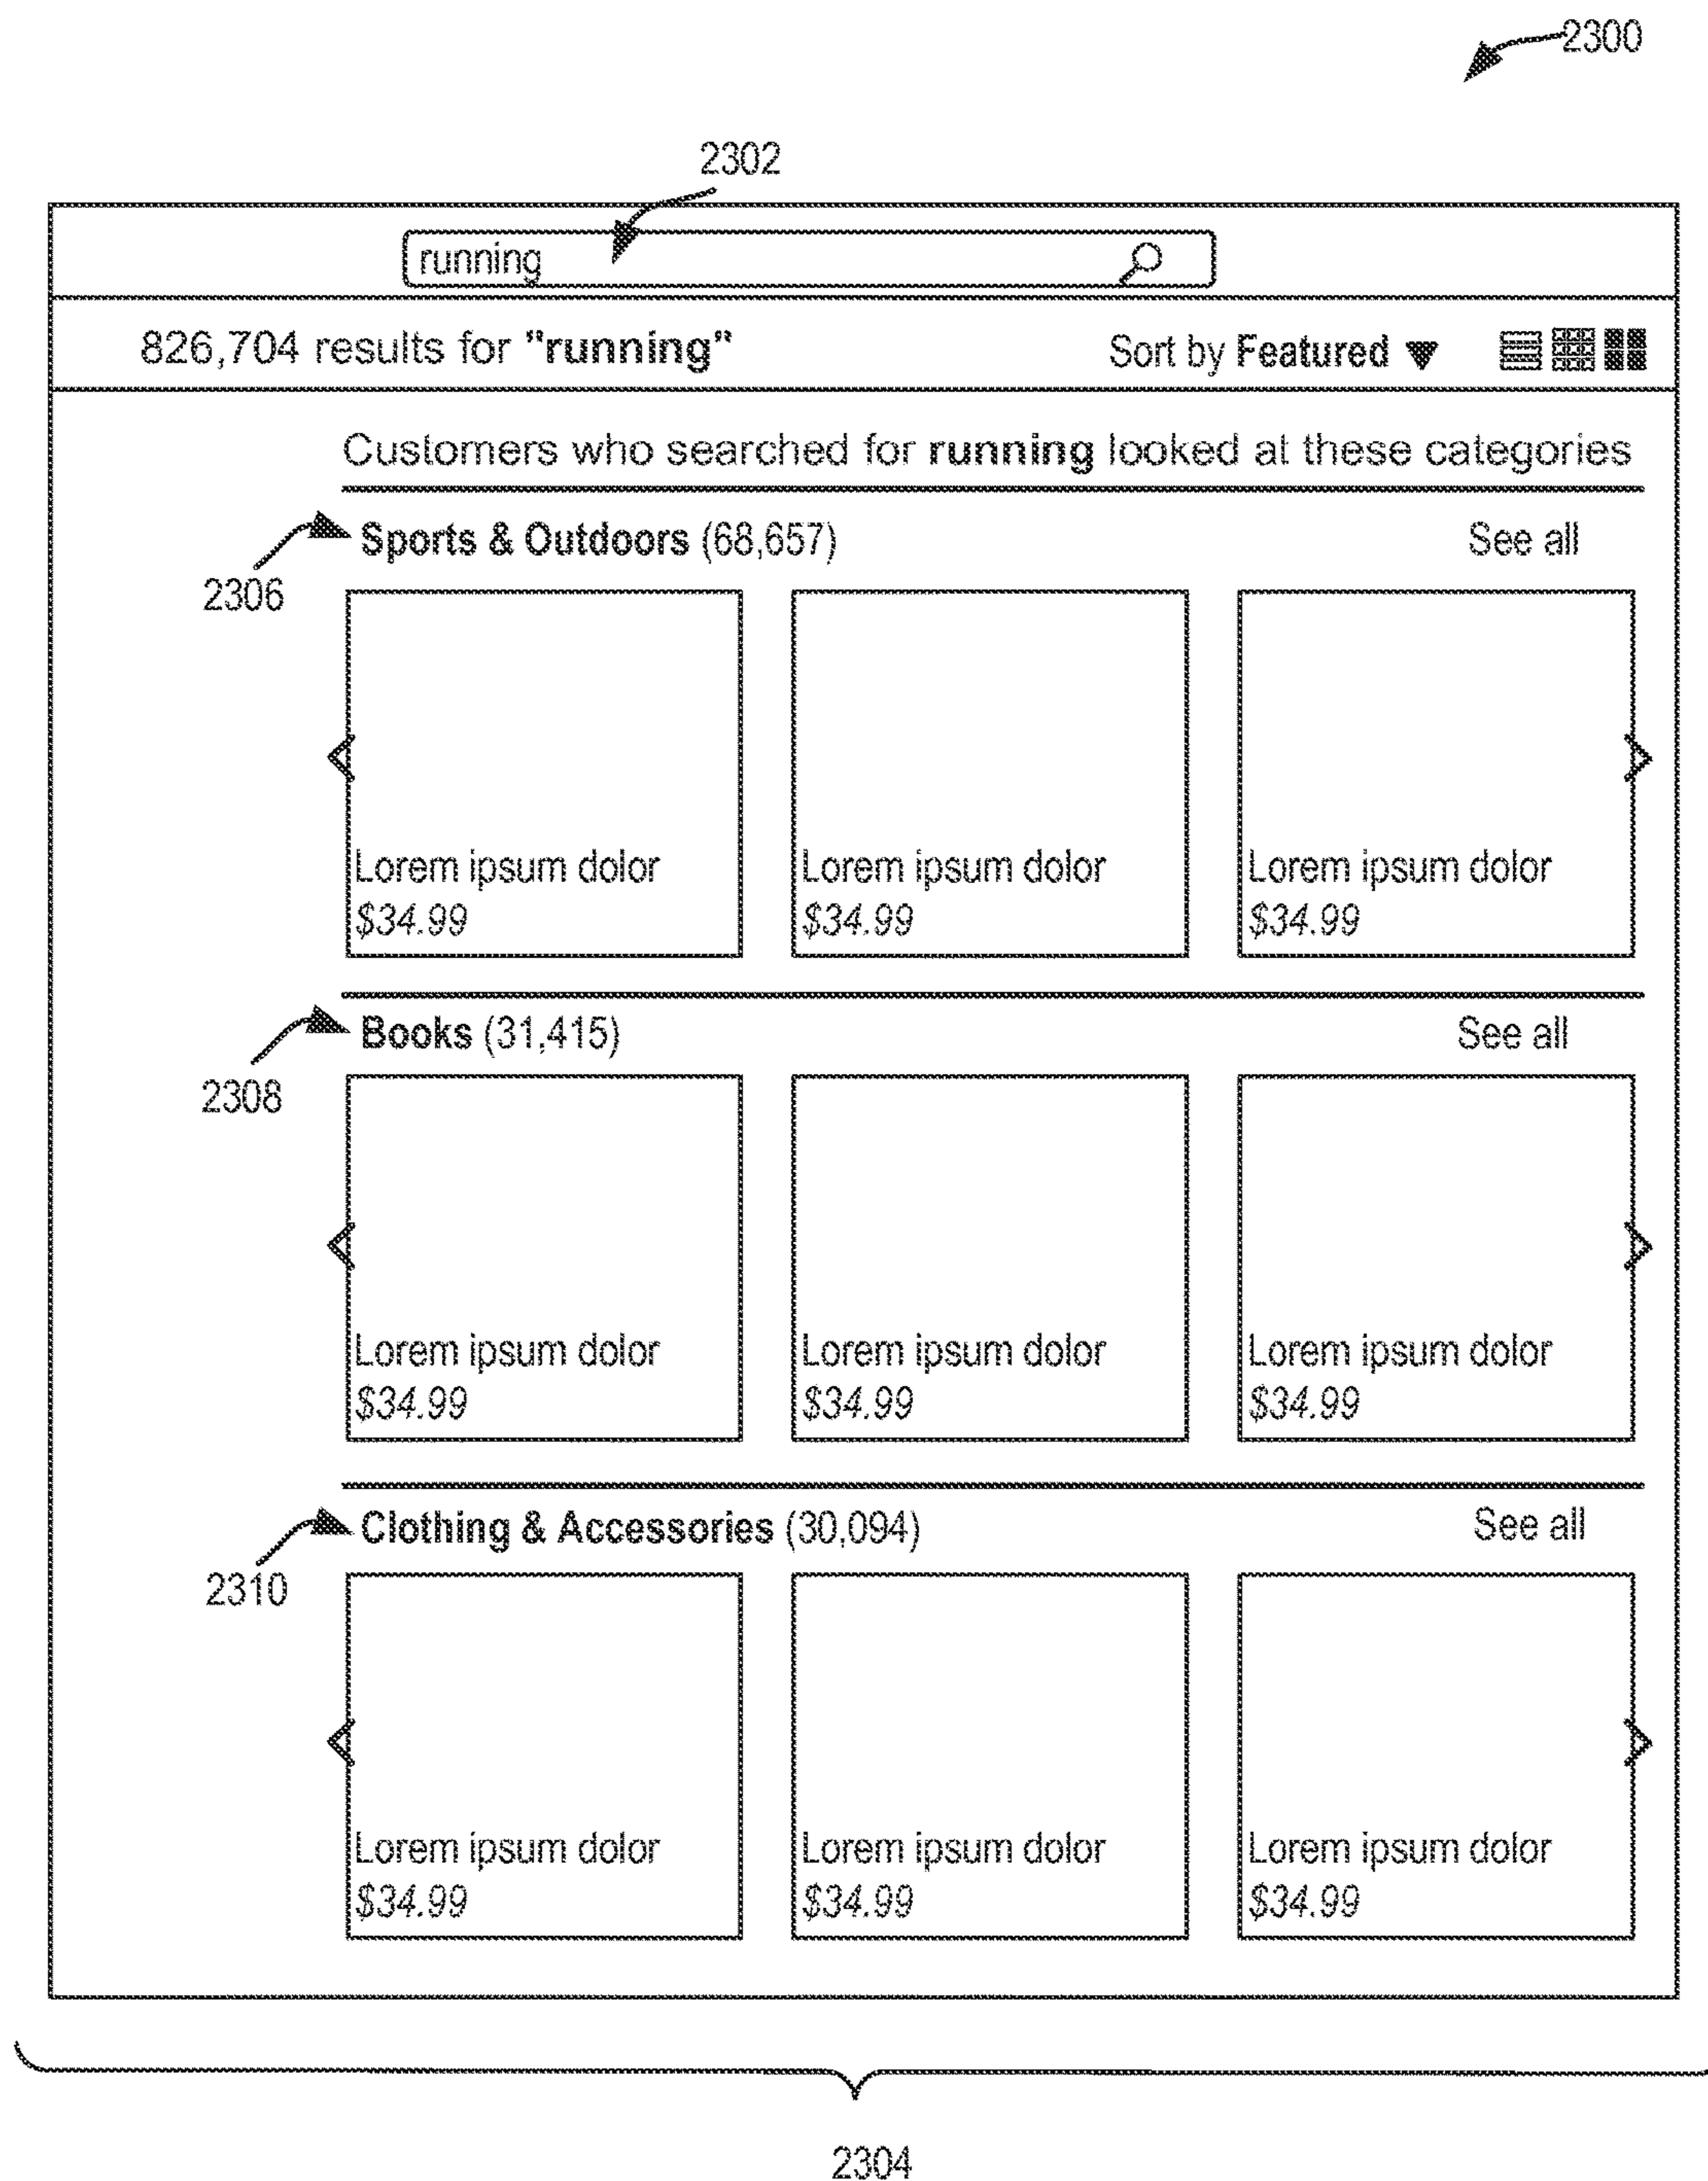 2300
2302
running
826,704 results for "running" Sort by Featured
Customers who searched for running looked at these categories
Sports & Outdoors (68,657) See all
2306
Lorem ipsum dolor Lorem ipsum dolor Lorem ipsum dolor
$34.99 $34.99 $34.99
Books (31,415) See all
2308
Lorem ipsum dolor Lorem ipsum dolor Lorem ipsum dolor
$34.99 $34.99 $34.99
Clothing & Accessories (30,094) See all
2310
Lorem ipsum dolor Lorem ipsum dolor Lorem ipsum dolor
$34.99 $34.99 $34.99
2304